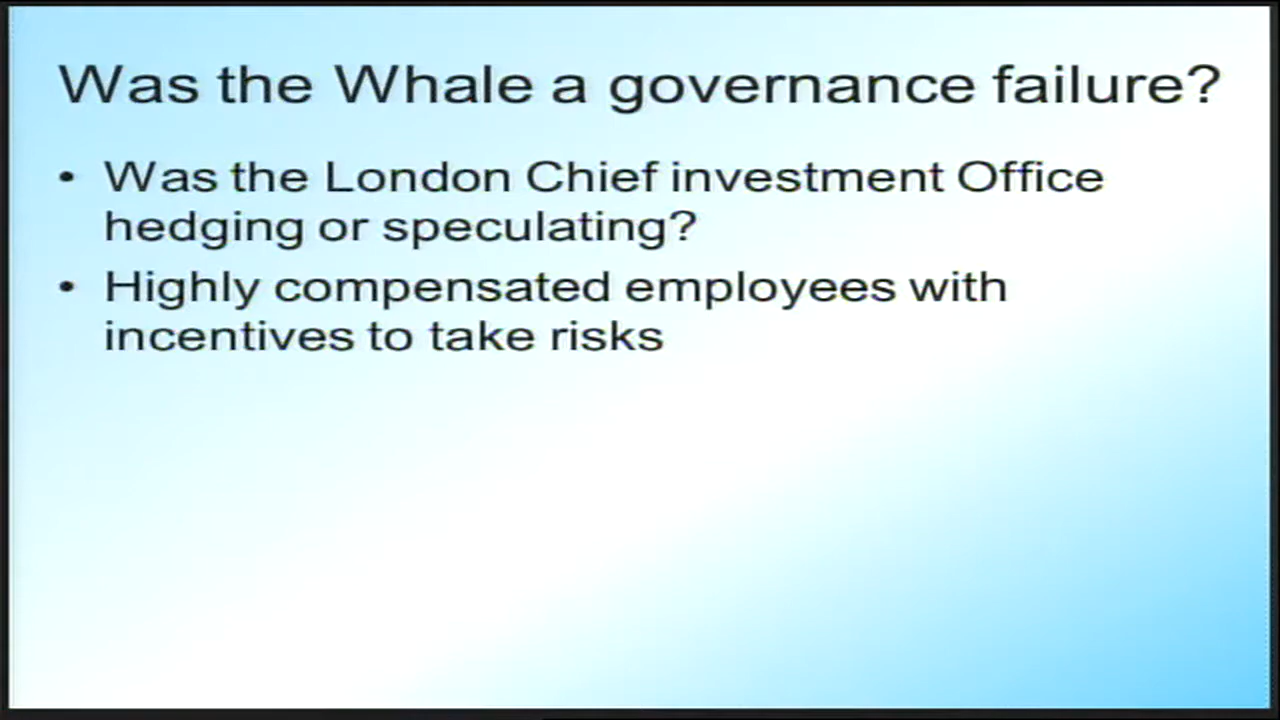 Was the Whale a governance failure?
• Was the London Chief investment Office
hedging or speculating?
• Highly compensated employees with
incentives to take risks